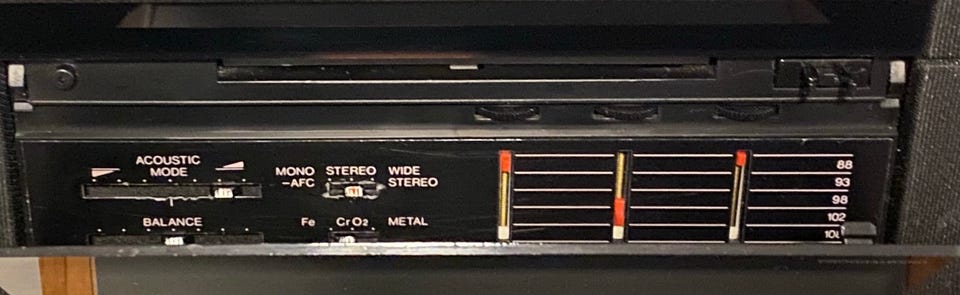 ACOUSTIC
MODE
MONO STEREO WIDE
–AFC STEREO
BALANCE
Fe CrO2 METAL
88
93
98
102